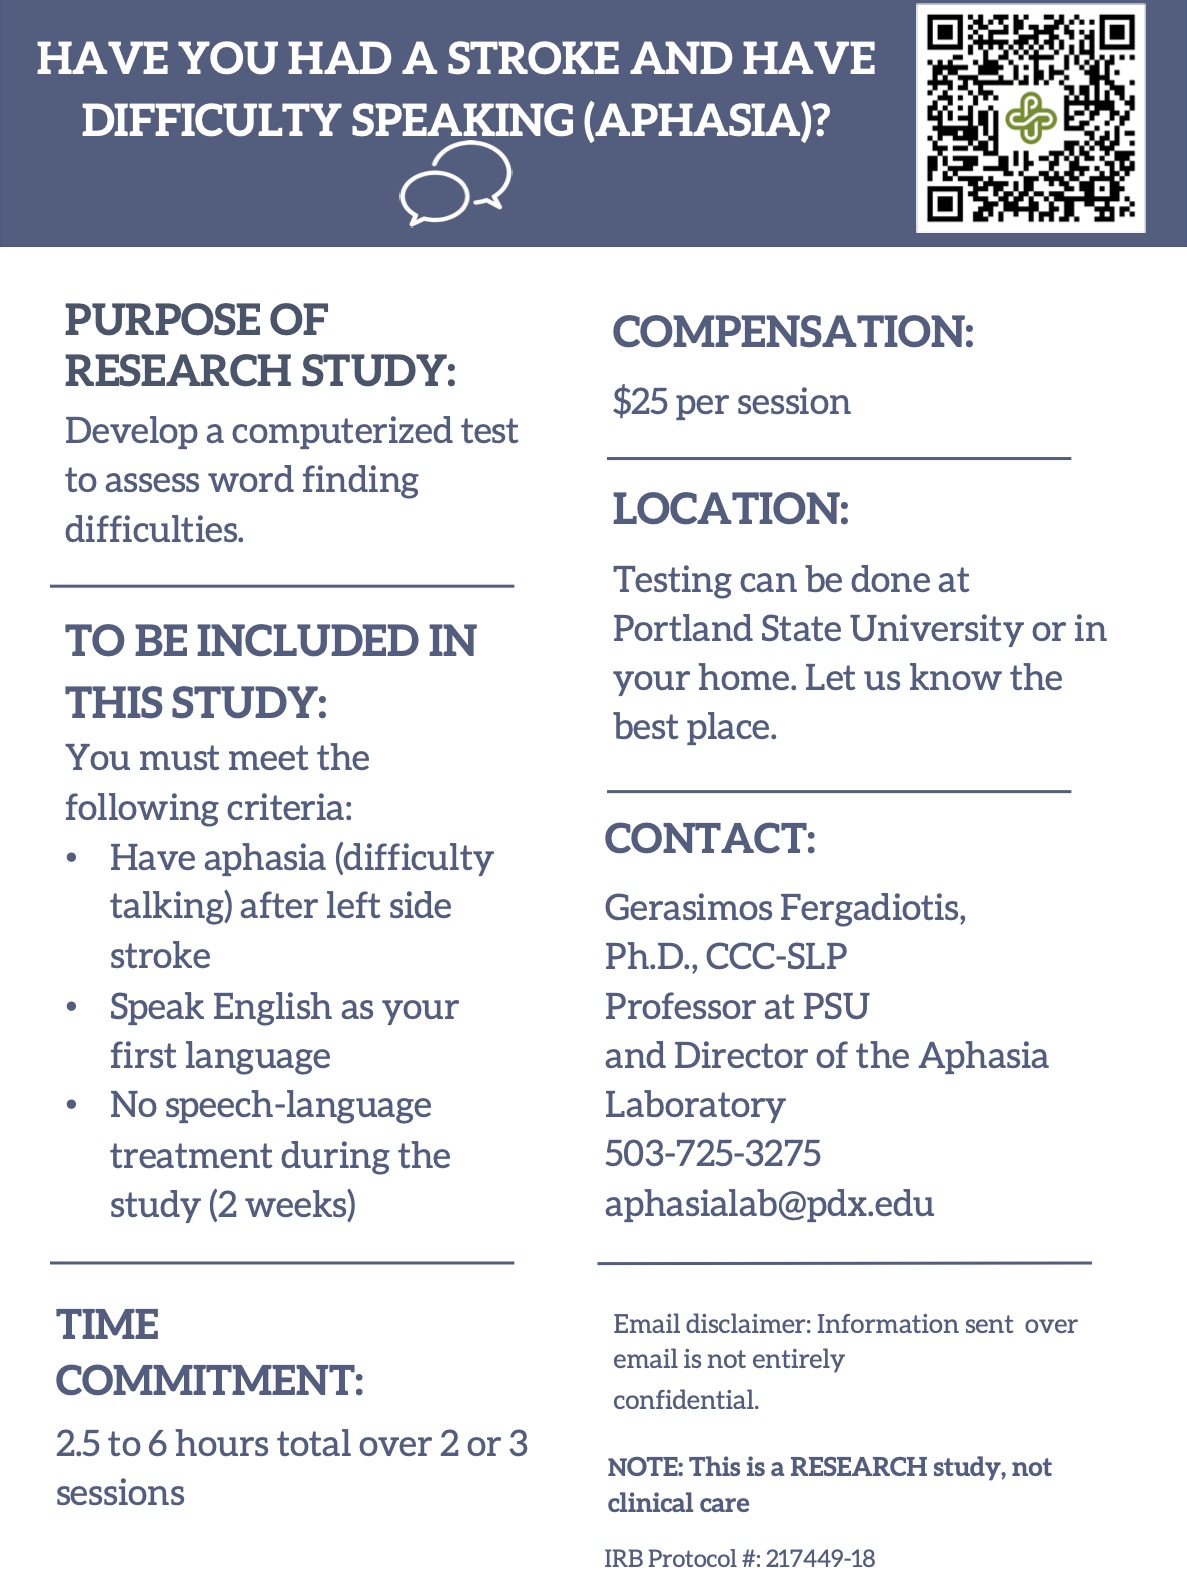 HAVE YOU HAD A STROKE AND HAVE
DIFFICULTY SPEAKING (APHASIA)?
PURPOSE OF
RESEARCH STUDY:
Develop a computerized test
to assess word finding
difficulties.
TO BE INCLUDED IN
THIS STUDY:
You must meet the
following criteria:
• Have aphasia (difficulty
talking) after left side
stroke
• Speak English as your
first language
• No speech-language
treatment during the
study (2 weeks)
TIME
COMMITMENT:
2.5 to 6 hours total over 2 or 3
sessions
COMPENSATION:
$25 per session
LOCATION:
Testing can be done at
Portland State University or in
your home. Let us know the
best place.
CONTACT:
Gerasimos Fergadiotis,
Ph.D., CCC-SLP
Professor at PSU
and Director of the Aphasia
Laboratory
503-725-3275
aphasialab@pdx.edu
Email disclaimer: Information sent over
email is not entirely
confidential.
NOTE: This is a RESEARCH study, not
clinical care
IRB Protocol #: 217449-18